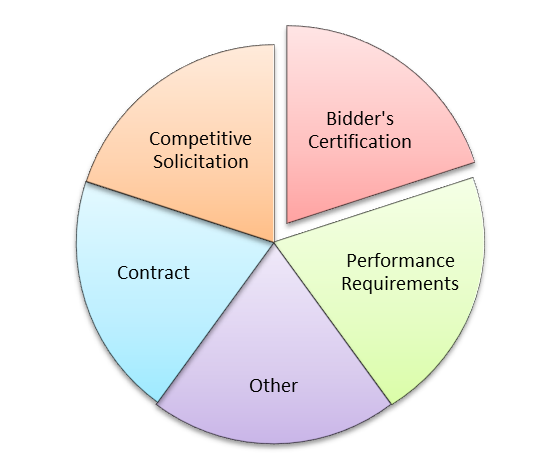 Bidder's
Certification
Competitive
Solicitation
Performance
Requirements
Contract
Other